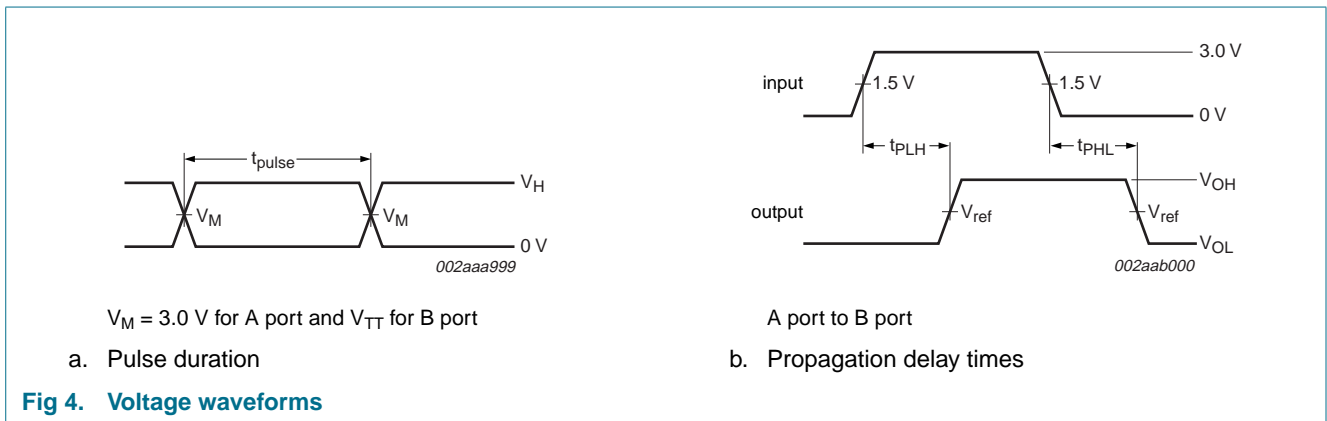 t_pulse
V_H
V_M
V_M
0 V
002aaa999
V_M = 3.0 V for A port and V_TT for B port
a. Pulse duration
3.0 V
input
1.5 V
1.5 V
0 V
t_PLH
t_PHL
V_OH
output
V_ref
V_ref
V_OL
002aab000
A port to B port
b. Propagation delay times
Fig 4. Voltage waveforms